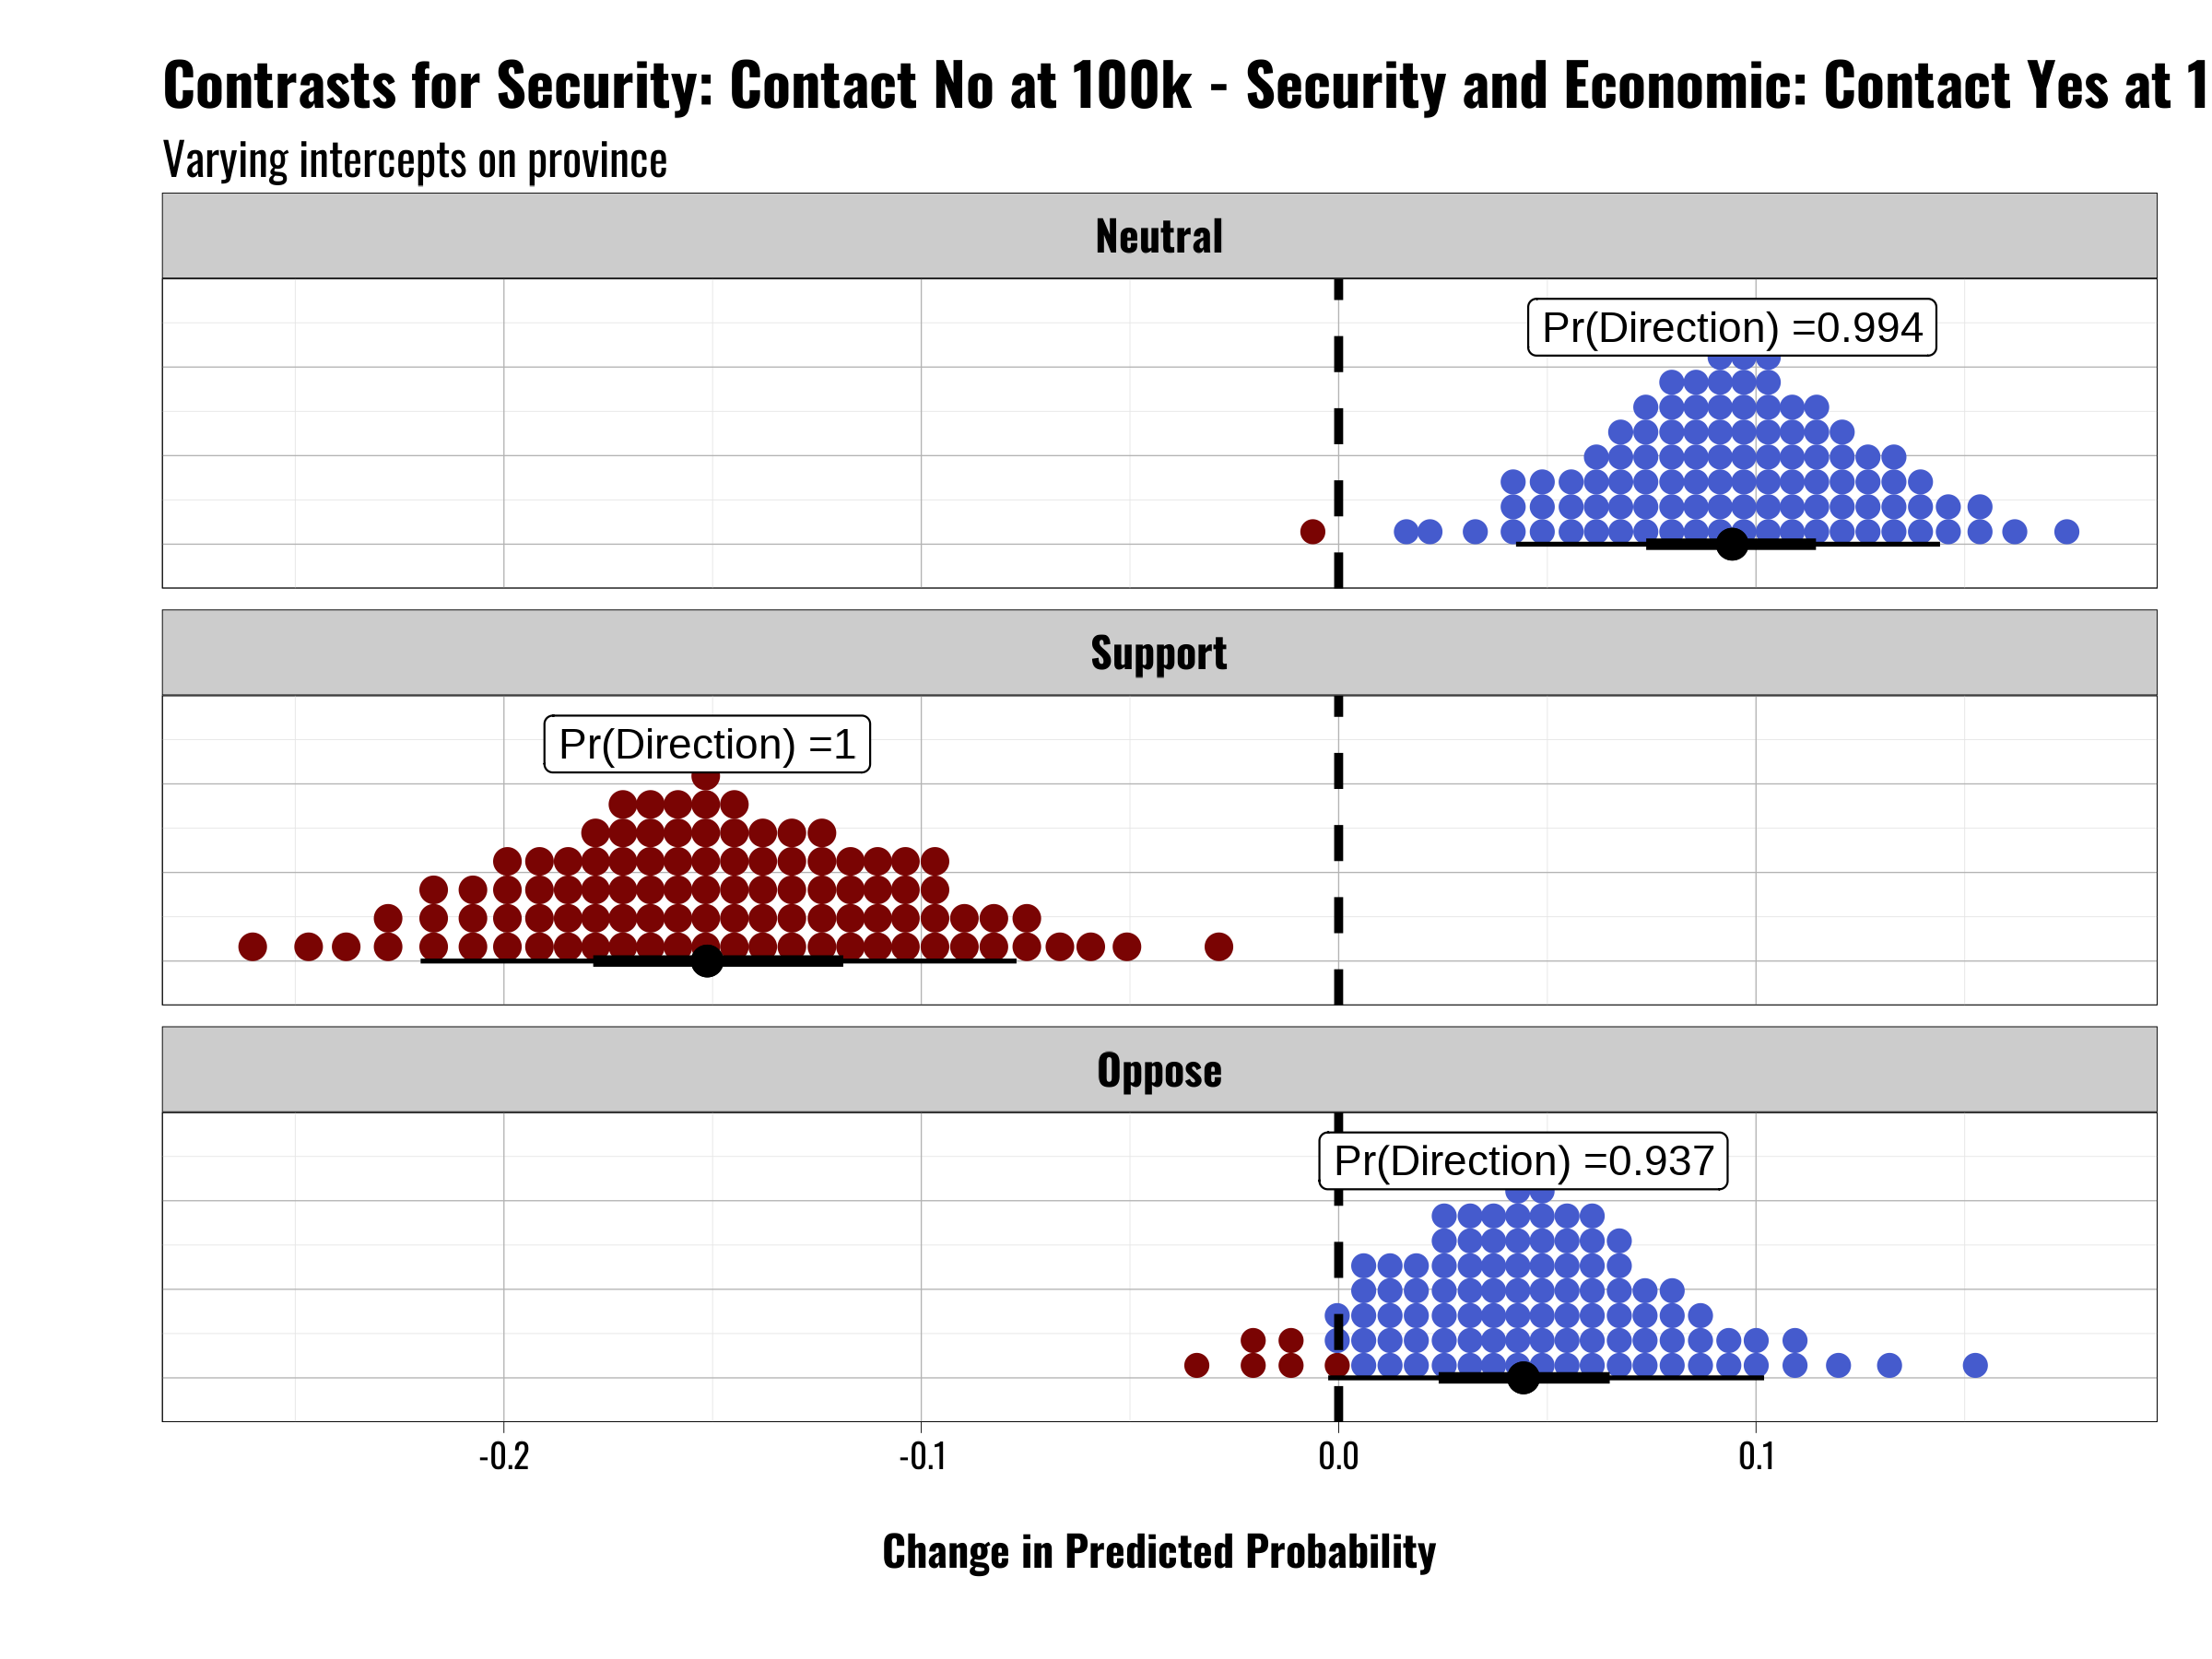 Contrasts for Security: Contact No at 100k - Security and Economic: Contact Yes at 1
Varying intercepts on province
Neutral
Pr(Direction) =0.994
Support
Pr(Direction) =1
Oppose
Pr(Direction) =0.937
-0.2 -0.1 0.0 0.1
Change in Predicted Probability